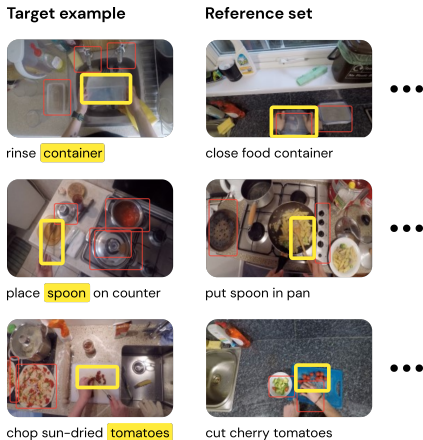 Target example
Reference set
rinse container
close food container
place spoon on counter
put spoon in pan
chop sun-dried tomatoes
cut cherry tomatoes